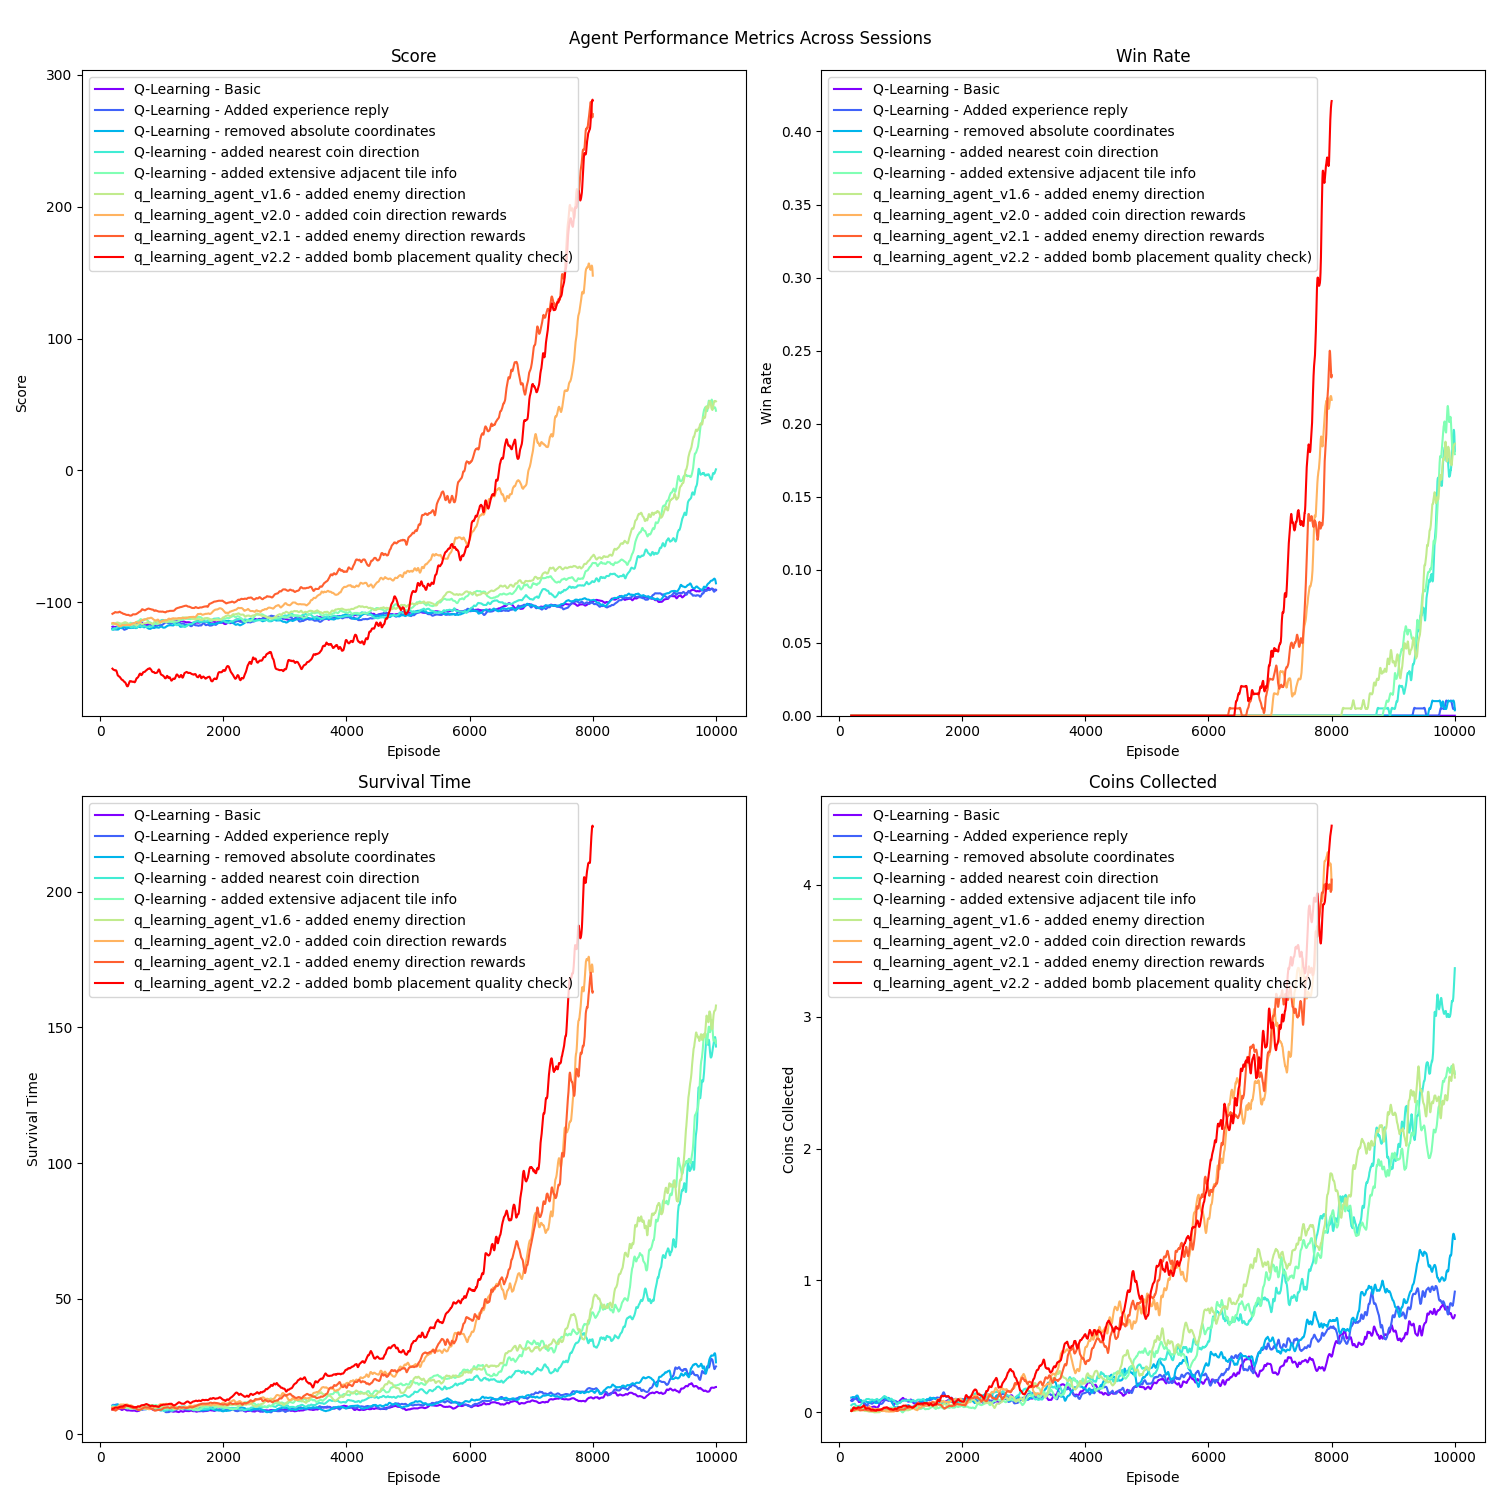 Agent Performance Metrics Across Sessions
Score
Q-Learning - Basic
Q-Learning - Added experience reply
Q-Learning - removed absolute coordinates
Q-learning - added nearest coin direction
Q-learning - added extensive adjacent tile info
q_learning_agent_v1.6 - added enemy direction
q_learning_agent_v2.0 - added coin direction rewards
q_learning_agent_v2.1 - added enemy direction rewards
q_learning_agent_v2.2 - added bomb placement quality check)
300
200
100
0
−100
Score
0 2000 4000 6000 8000 10000
Episode
Win Rate
Q-Learning - Basic
Q-Learning - Added experience reply
Q-Learning - removed absolute coordinates
Q-learning - added nearest coin direction
Q-learning - added extensive adjacent tile info
q_learning_agent_v1.6 - added enemy direction
q_learning_agent_v2.0 - added coin direction rewards
q_learning_agent_v2.1 - added enemy direction rewards
q_learning_agent_v2.2 - added bomb placement quality check)
0.40
0.35
0.30
0.25
0.20
0.15
0.10
0.05
0.00
Win Rate
0 2000 4000 6000 8000 10000
Episode
Survival Time
Q-Learning - Basic
Q-Learning - Added experience reply
Q-Learning - removed absolute coordinates
Q-learning - added nearest coin direction
Q-learning - added extensive adjacent tile info
q_learning_agent_v1.6 - added enemy direction
q_learning_agent_v2.0 - added coin direction rewards
q_learning_agent_v2.1 - added enemy direction rewards
q_learning_agent_v2.2 - added bomb placement quality check)
200
150
100
50
0
Survival Time
0 2000 4000 6000 8000 10000
Episode
Coins Collected
Q-Learning - Basic
Q-Learning - Added experience reply
Q-Learning - removed absolute coordinates
Q-learning - added nearest coin direction
Q-learning - added extensive adjacent tile info
q_learning_agent_v1.6 - added enemy direction
q_learning_agent_v2.0 - added coin direction rewards
q_learning_agent_v2.1 - added enemy direction rewards
q_learning_agent_v2.2 - added bomb placement quality check)
4
3
2
1
0
Coins Collected
0 2000 4000 6000 8000 10000
Episode